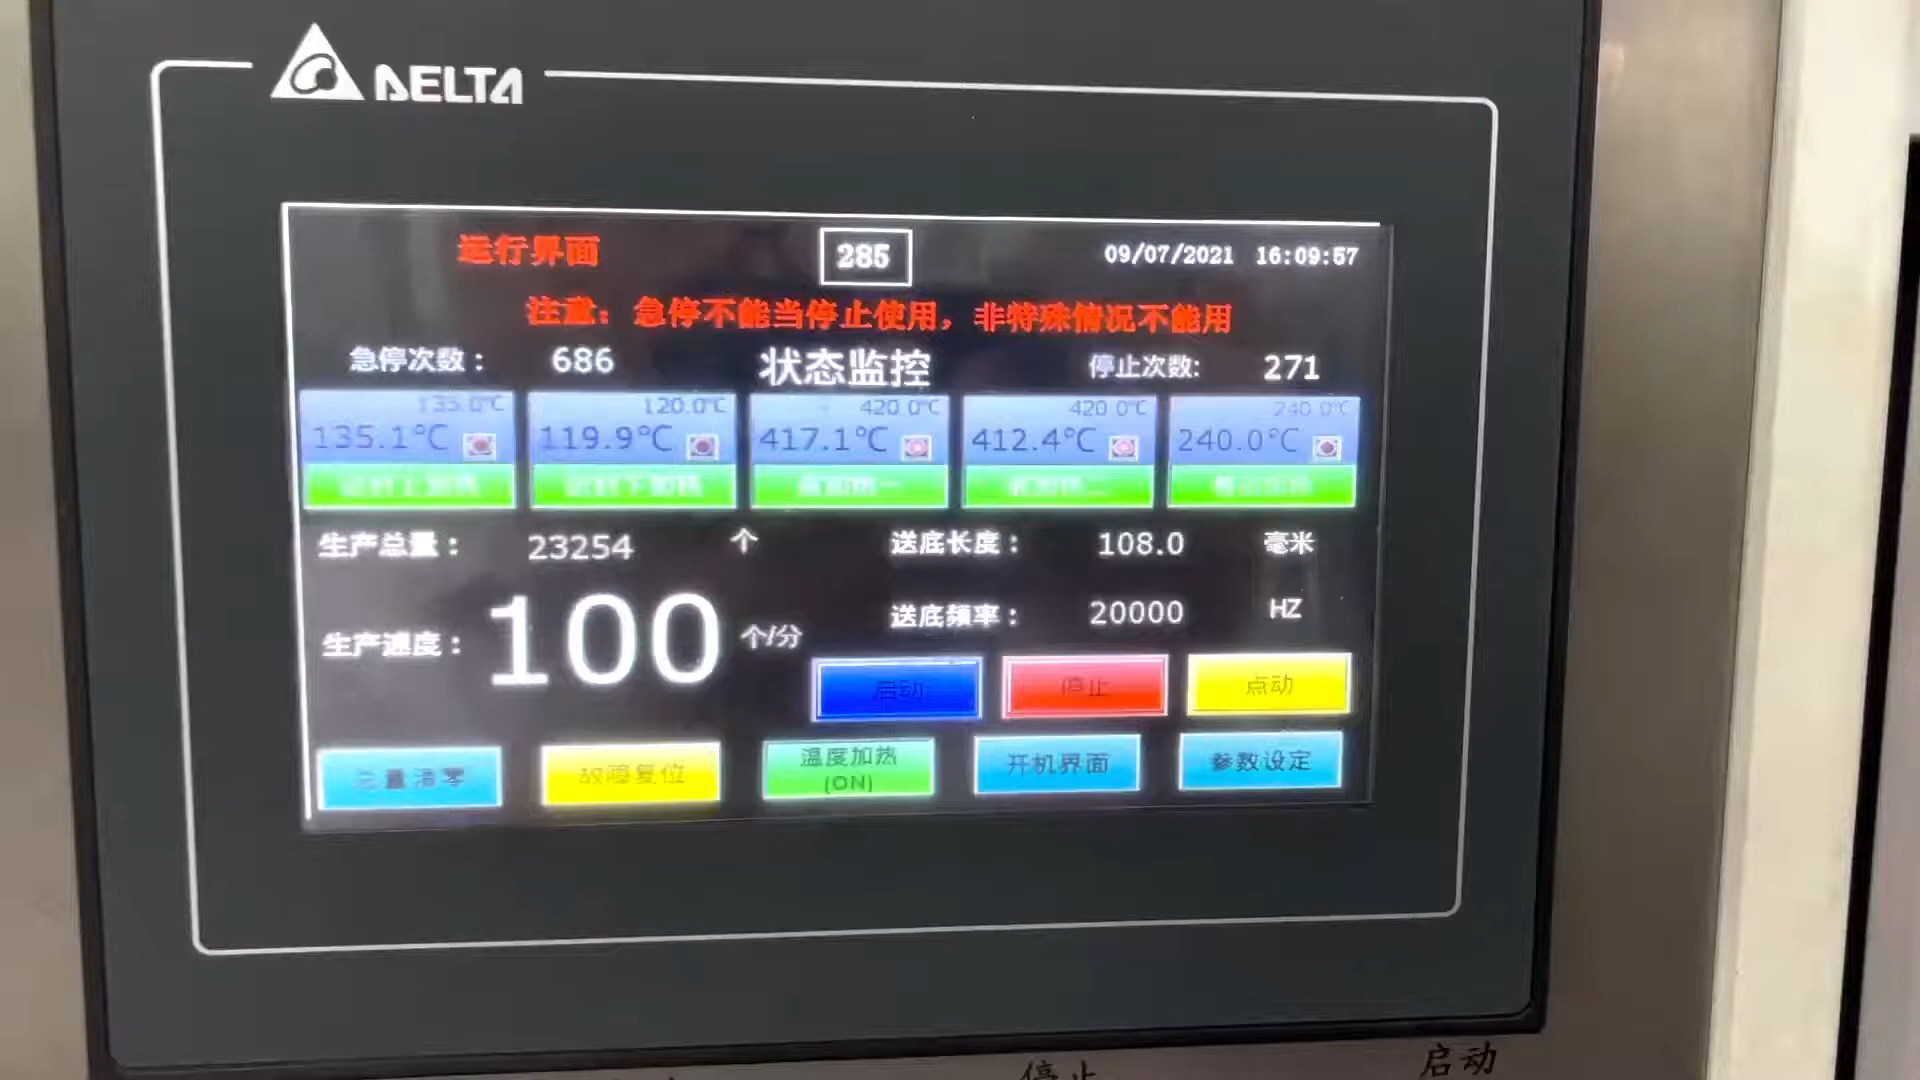 DELTA
运行界面 285 09/07/2021 16:09:57
注意：急停不能当停止使用，非特殊情况不能用
急停次数： 686 状态监控 停止次数: 271
135.0℃ 120.0℃ 420.0℃ 420.0℃ 240.0℃
135.1℃ 119.9℃ 417.1℃ 412.4℃ 240.0℃
生产总量： 23254 个 送底长度： 108.0 毫米
生产速度： 100 个/分 送底频率： 20000 HZ
启动 停止 点动
总量清零 故障复位 温度加热 开机界面 参数设定
(ON)
停止 启动